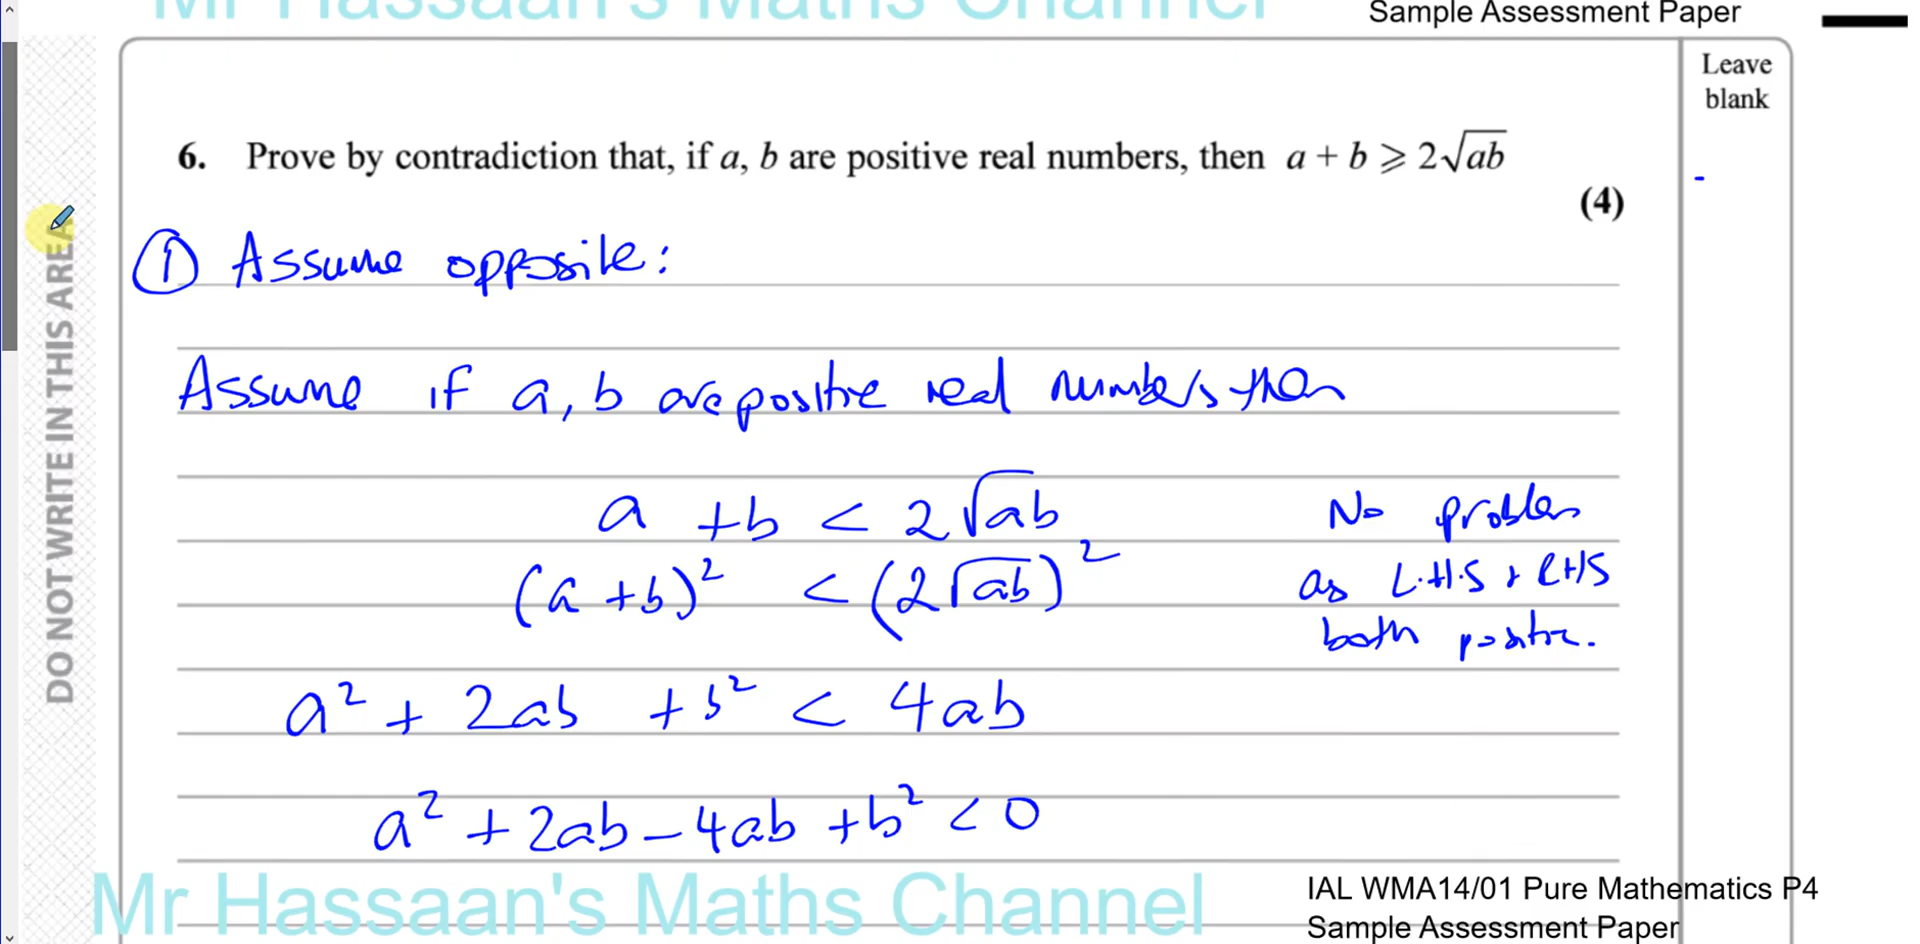 Mr Hassaan's Maths Channel
Sample Assessment Paper
Leave
blank
6. Prove by contradiction that, if a, b are positive real numbers, then a + b ⩾ 2√ab
(4)
DO NOT WRITE IN THIS AREA
① Assume opposite:
Assume if a, b are positive real numbers then
a + b < 2√ab
No problem
(a + b)² < (2√ab)²
as L.H.S & RHS
both positive.
a² + 2ab + b² < 4ab
a² + 2ab - 4ab + b² < 0
Mr Hassaan's Maths Channel
IAL WMA14/01 Pure Mathematics P4
Sample Assessment Paper